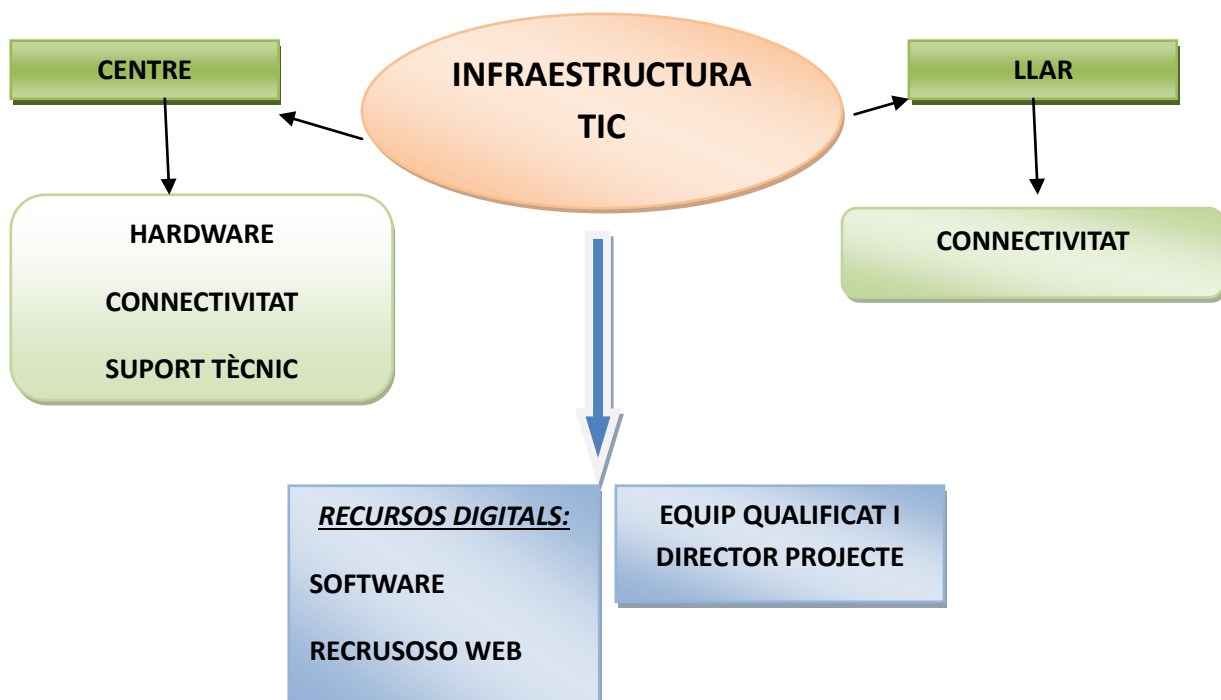 INFRAESTRUCTURA
TIC
CENTRE
LLAR
HARDWARE
CONNECTIVITAT
SUPORT TÈCNIC
CONNECTIVITAT
RECURSOS DIGITALS:
SOFTWARE
RECRUSOSO WEB
EQUIP QUALIFICAT I
DIRECTOR PROJECTE